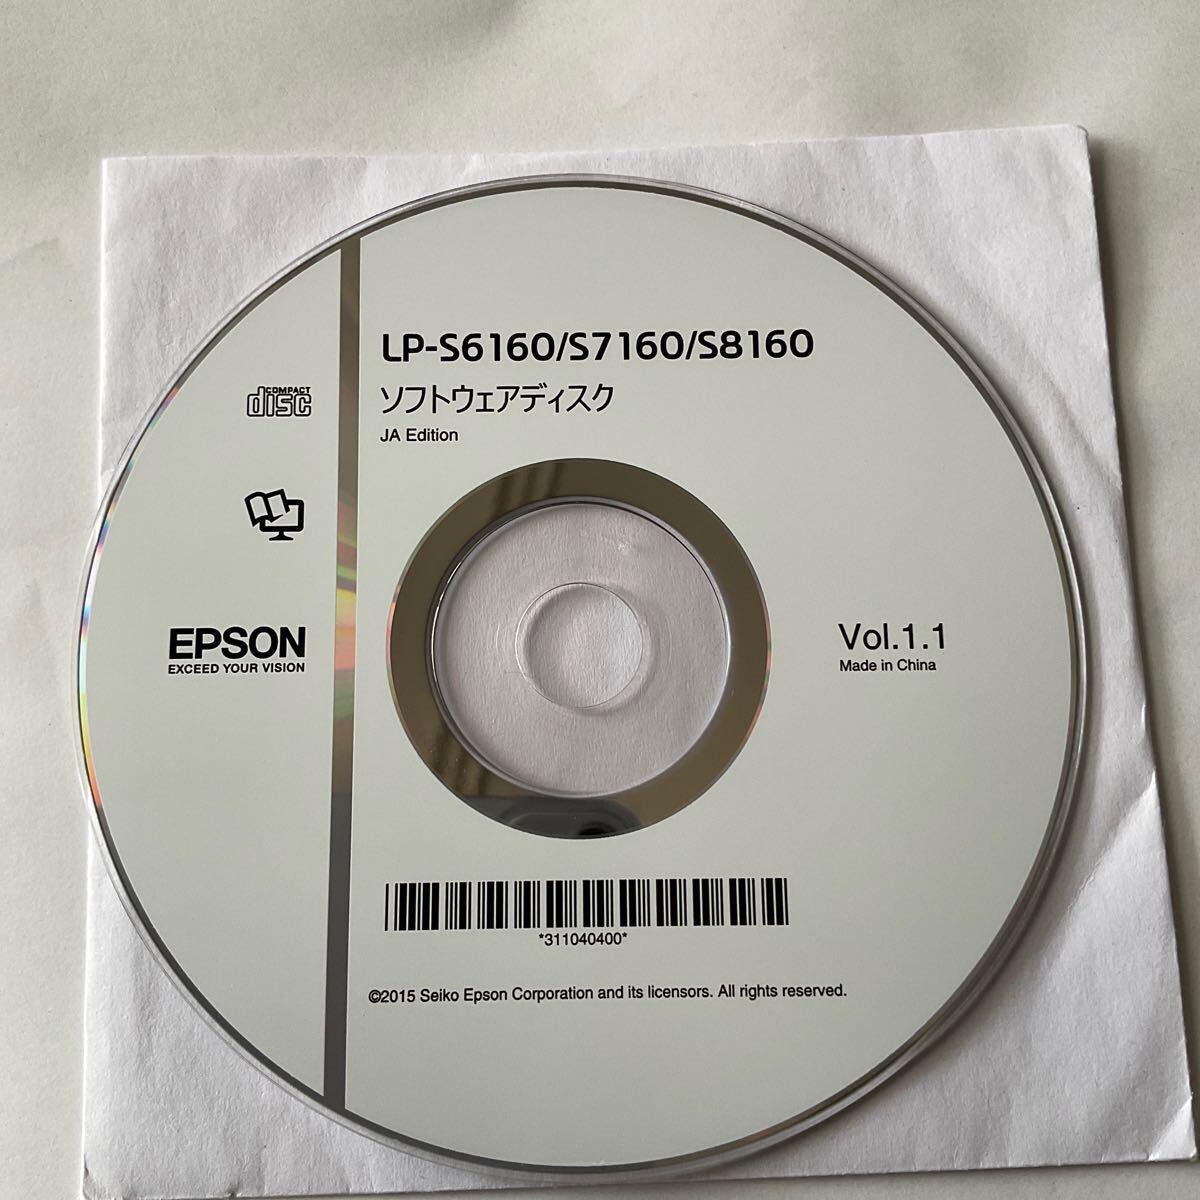 LP-S6160/S7160/S8160
ソフトウェアディスク
JA Edition
COMPACT
disc
EPSON
EXCEED YOUR VISION
Vol.1.1
Made in China
*311040400*
©2015 Seiko Epson Corporation and its licensors. All rights reserved.